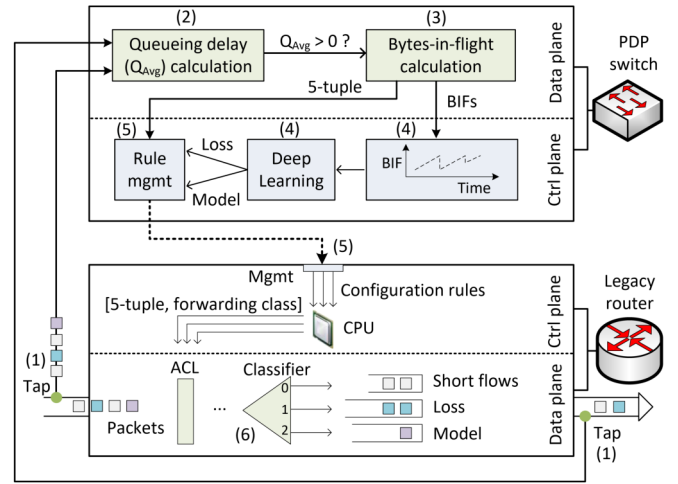 (2)
(3)
Queueing delay
(QAvg) calculation
QAvg > 0 ?
Bytes-in-flight
calculation
Data plane
PDP
switch
5-tuple
BIFs
(5)
Loss
(4)
(4)
Rule
mgmt
Deep
Learning
BIF
Time
Model
Ctrl plane
(5)
Mgmt
Configuration rules
[5-tuple, forwarding class]
CPU
Ctrl plane
Legacy
router
(1)
Tap
ACL
Classifier
0
Short flows
...
1
Loss
Packets
(6)
2
Model
Data plane
Tap
(1)